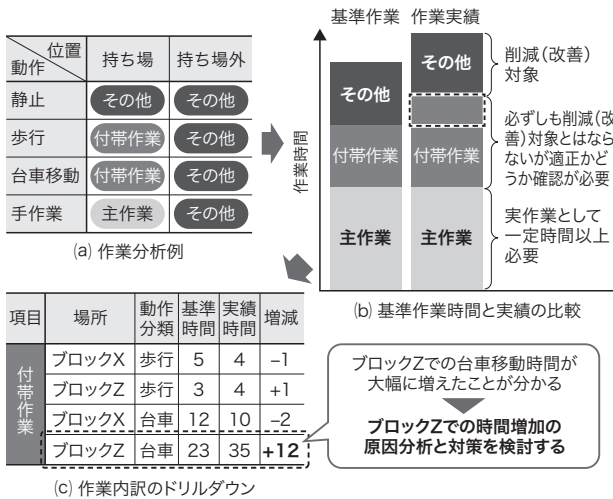 位置
動作
持ち場
持ち場外
静止
その他
その他
歩行
付帯作業
その他
台車移動
付帯作業
その他
手作業
主作業
その他
(a) 作業分析例
基準作業
作業実績
作業時間
その他
付帯作業
主作業
その他
付帯作業
主作業
削減(改善)
対象
必ずしも削減(改
善)対象とはなら
ないが適正かど
うか確認が必要
実作業として
一定時間以上
必要
(b) 基準作業時間と実績の比較
項目 場所 動作分類 基準時間 実績時間 増減
付帯作業
ブロックX 歩行 5 4 –1
ブロックZ 歩行 3 4 +1
ブロックX 台車 12 10 –2
ブロックZ 台車 23 35 +12
(c) 作業内訳のドリルダウン
ブロックZでの台車移動時間が
大幅に増えたことが分かる
ブロックZでの時間増加の
原因分析と対策を検討する